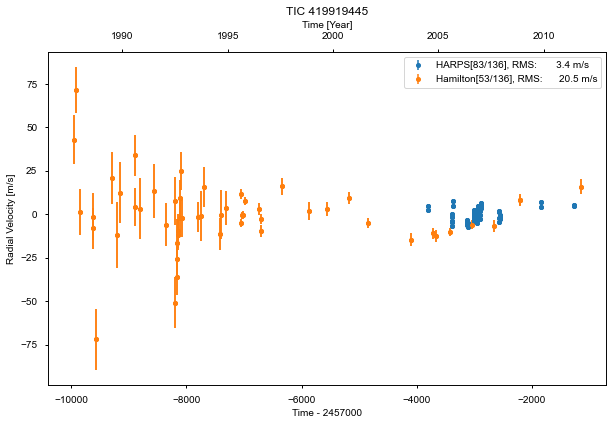 TIC 419919445
Time [Year]
1990 1995 2000 2005 2010
HARPS[83/136], RMS: 3.4 m/s
Hamilton[53/136], RMS: 20.5 m/s
75
50
25
0
−25
−50
−75
Radial Velocity [m/s]
−10000 −8000 −6000 −4000 −2000
Time - 2457000